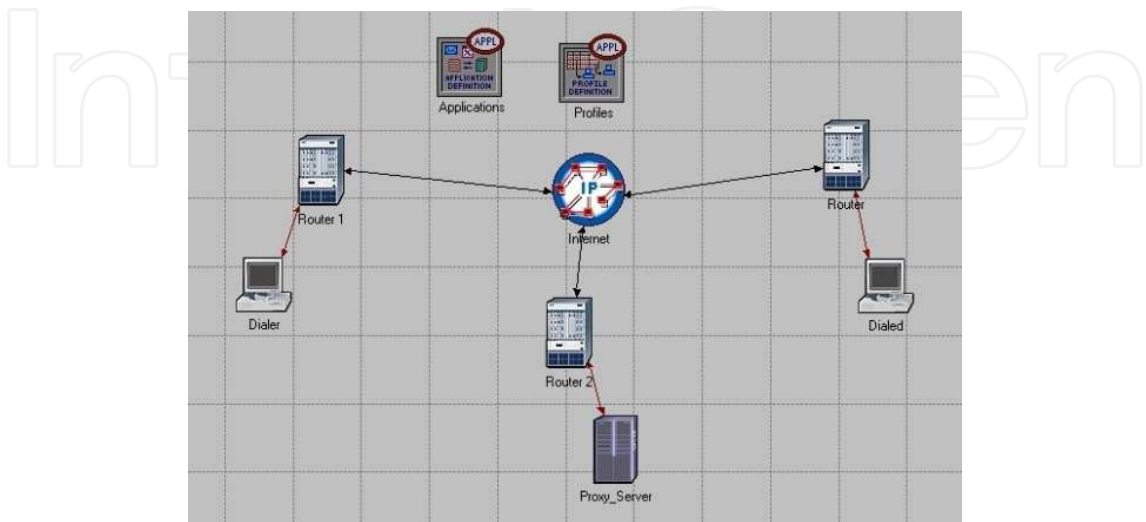 APPL
APPLICATION
DEFINITION
Applications
APPL
PROFILE
DEFINITION
Profiles
Router 1
IP
Internet
Router
Dialer
Dialed
Router 2
Proxy_Server